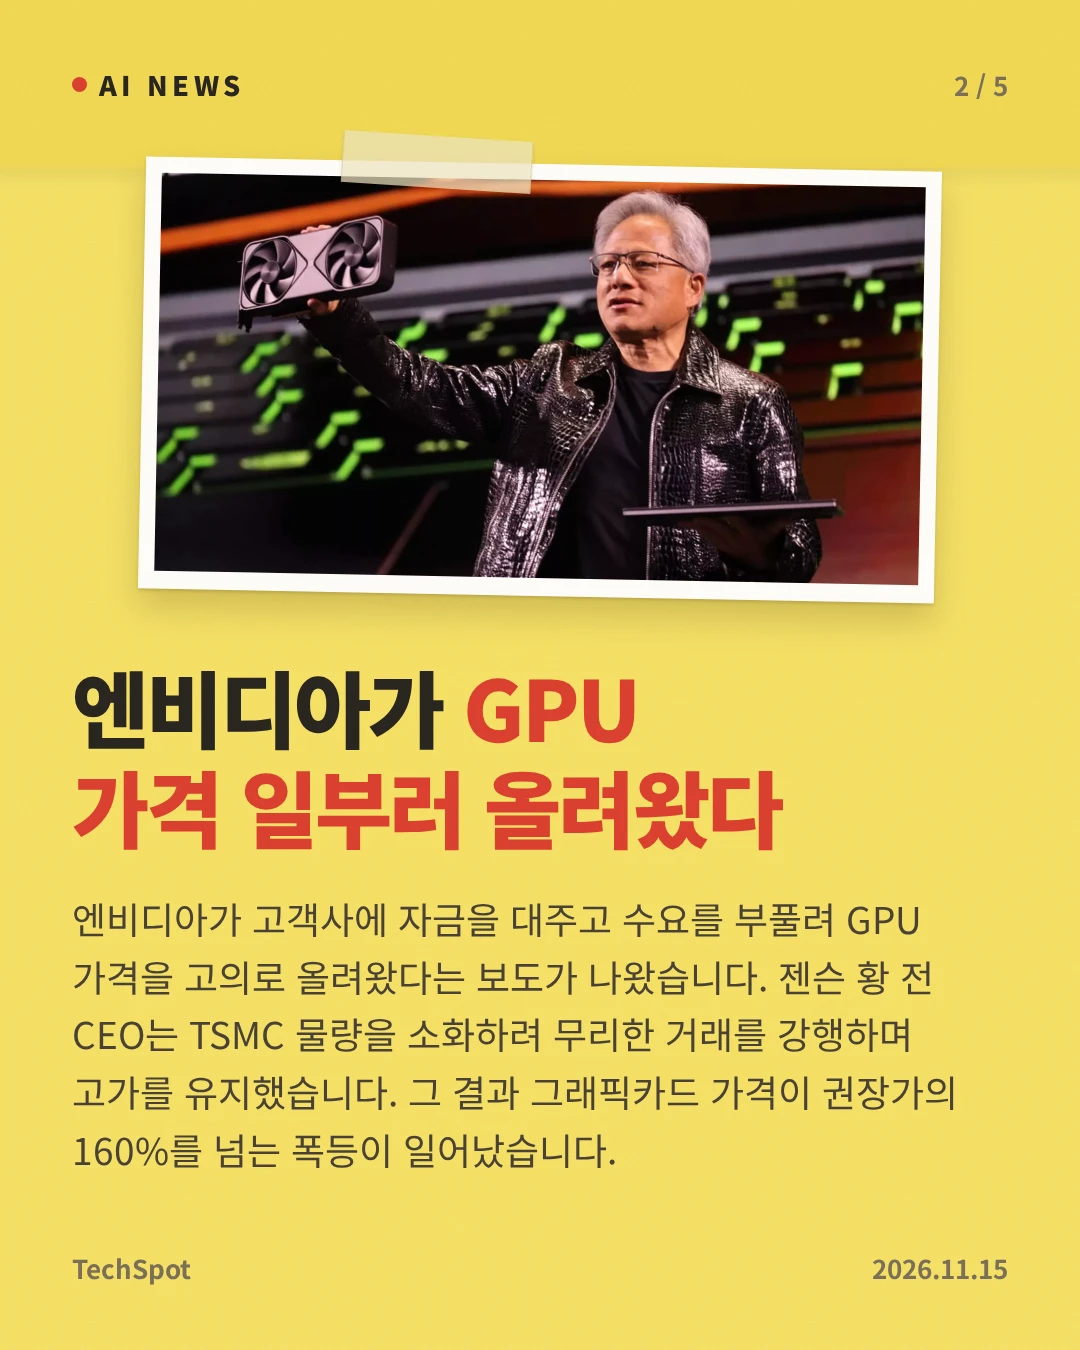 AI NEWS
2 / 5
엔비디아가 GPU
가격 일부러 올려왔다
엔비디아가 고객사에 자금을 대주고 수요를 부풀려 GPU
가격을 고의로 올려왔다는 보도가 나왔습니다. 젠슨 황 전
CEO는 TSMC 물량을 소화하려 무리한 거래를 강행하며
고가를 유지했습니다. 그 결과 그래픽카드 가격이 권장가의
160%를 넘는 폭등이 일어났습니다.
TechSpot
2026.11.15